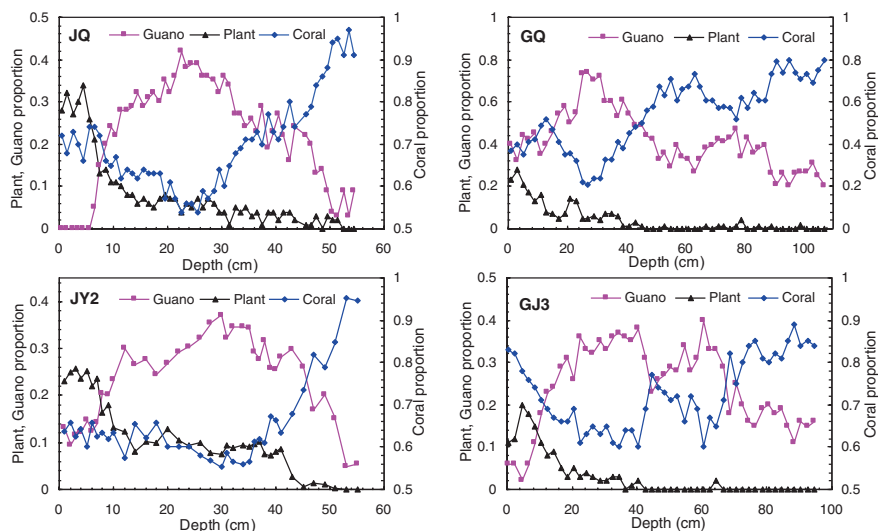 JQ
Guano Plant Coral
Plant, Guano proportion
0.5
0.4
0.3
0.2
0.1
0
Coral proportion
1
0.9
0.8
0.7
0.6
0.5
0 10 20 30 40 50 60
Depth (cm)
GQ
Guano Plant Coral
Plant, Guano proportion
1
0.8
0.6
0.4
0.2
0
Coral proportion
1
0.8
0.6
0.4
0.2
0
0 20 40 60 80 100
Depth (cm)
JY2
Guano Plant Coral
Plant, Guano proportion
0.4
0.3
0.2
0.1
0
Coral proportion
1
0.9
0.8
0.7
0.6
0.5
0 10 20 30 40 50 60
Depth (cm)
GJ3
Guano Plant Coral
Plant, Guano proportion
0.5
0.4
0.3
0.2
0.1
0
Coral proportion
1
0.9
0.8
0.7
0.6
0.5
0 20 40 60 80 100
Depth (cm)